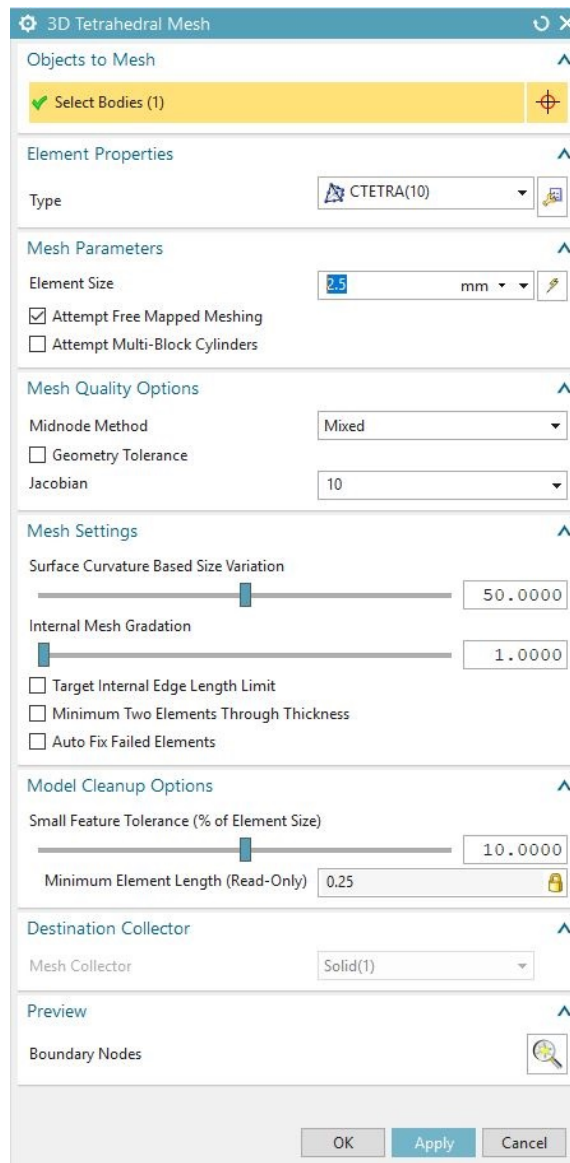 3D Tetrahedral Mesh
Objects to Mesh
Select Bodies (1)
Element Properties
Type CTETRA(10)
Mesh Parameters
Element Size 2.5 mm
Attempt Free Mapped Meshing
Attempt Multi-Block Cylinders
Mesh Quality Options
Midnode Method Mixed
Geometry Tolerance
Jacobian 10
Mesh Settings
Surface Curvature Based Size Variation
50.0000
Internal Mesh Gradation
1.0000
Target Internal Edge Length Limit
Minimum Two Elements Through Thickness
Auto Fix Failed Elements
Model Cleanup Options
Small Feature Tolerance (% of Element Size)
10.0000
Minimum Element Length (Read-Only) 0.25
Destination Collector
Mesh Collector Solid(1)
Preview
Boundary Nodes
OK Apply Cancel